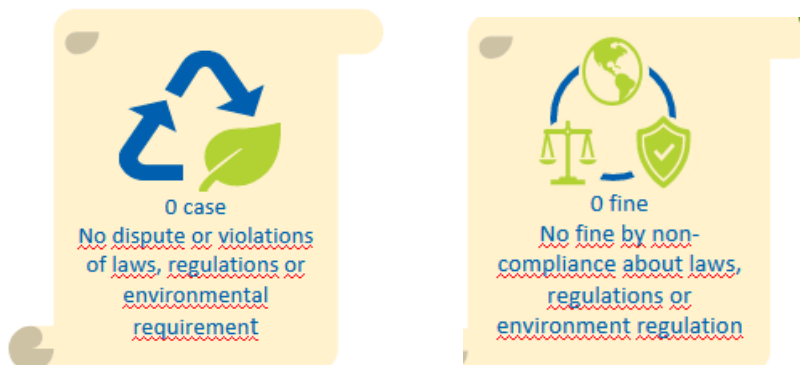 0 case
No dispute or violations
of laws, regulations or
environmental
requirement
0 fine
No fine by non-
compliance about laws,
regulations or
environment regulation